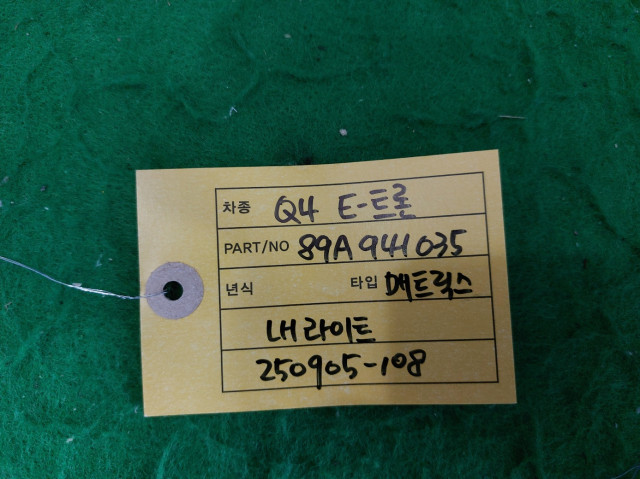 차종 Q4 E-트론
PART/NO 89A941035
년식 타입 매트릭스
LH 라이트
250905-108